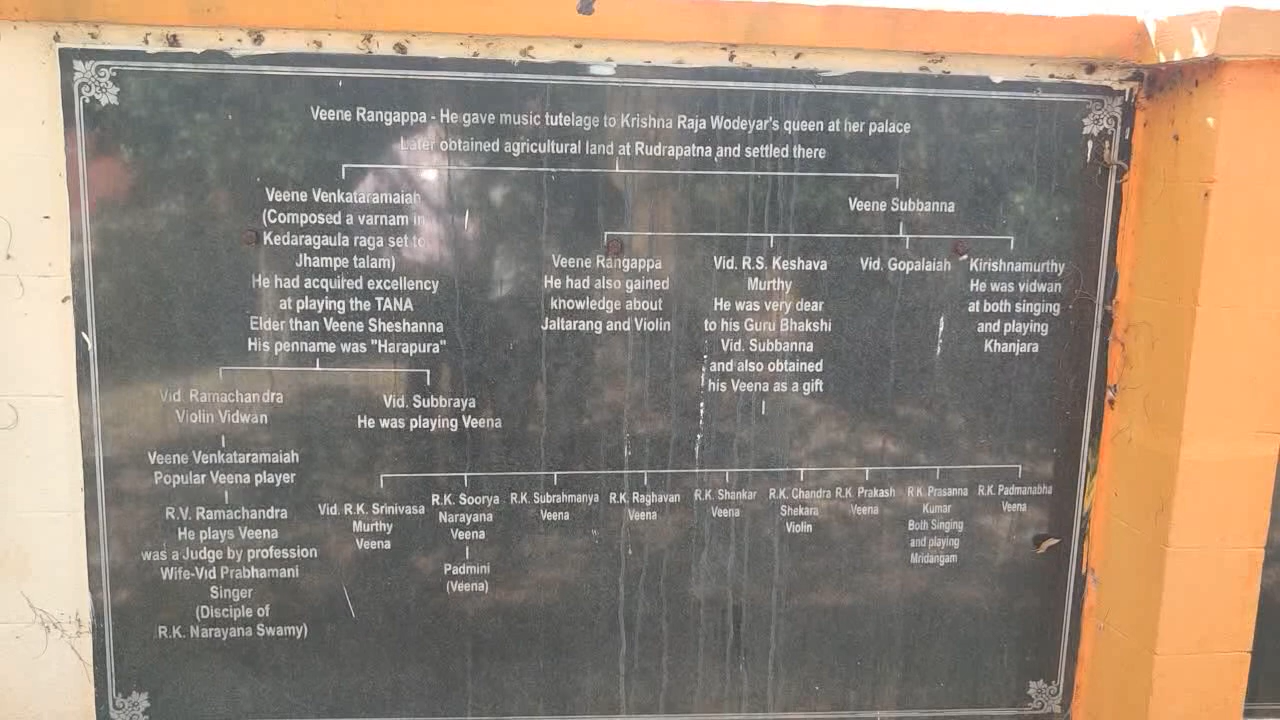 Veene Rangappa - He gave music tutelage to Krishna Raja Wodeyar's queen at her palace
Later obtained agricultural land at Rudrapatna and settled there
Veene Venkataramaiah
(Composed a varnam in
Kedaragaula raga set to
Jhampe talam)
He had acquired excellency
at playing the TANA
Elder than Veene Sheshanna
His penname was "Harapura"
Veene Subbanna
Veene Rangappa
He had also gained
knowledge about
Jaltarang and Violin
Vid. R.S. Keshava
Murthy
He was very dear
to his Guru Bhakshi
Vid. Subbanna
and also obtained
his Veena as a gift
Vid. Gopalaiah
Kirishnamurthy
He was vidwan
at both singing
and playing
Khanjara
Vid. Ramachandra
Violin Vidwan
Vid. Subbraya
He was playing Veena
Veene Venkataramaiah
Popular Veena player
R.V. Ramachandra
He plays Veena
was a Judge by profession
Wife-Vid Prabhamani
Singer
(Disciple of
R.K. Narayana Swamy)
Vid. R.K. Srinivasa
Murthy
Veena
R.K. Soorya
Narayana
Veena
Padmini
(Veena)
R.K. Subrahmanya
Veena
R.K. Raghavan
Veena
R.K. Shankar
Veena
R.K. Chandra
Shekara
Violin
R.K. Prakash
Veena
R.K. Prasanna
Kumar
Both Singing
and playing
Mridangam
R.K. Padmanabha
Veena